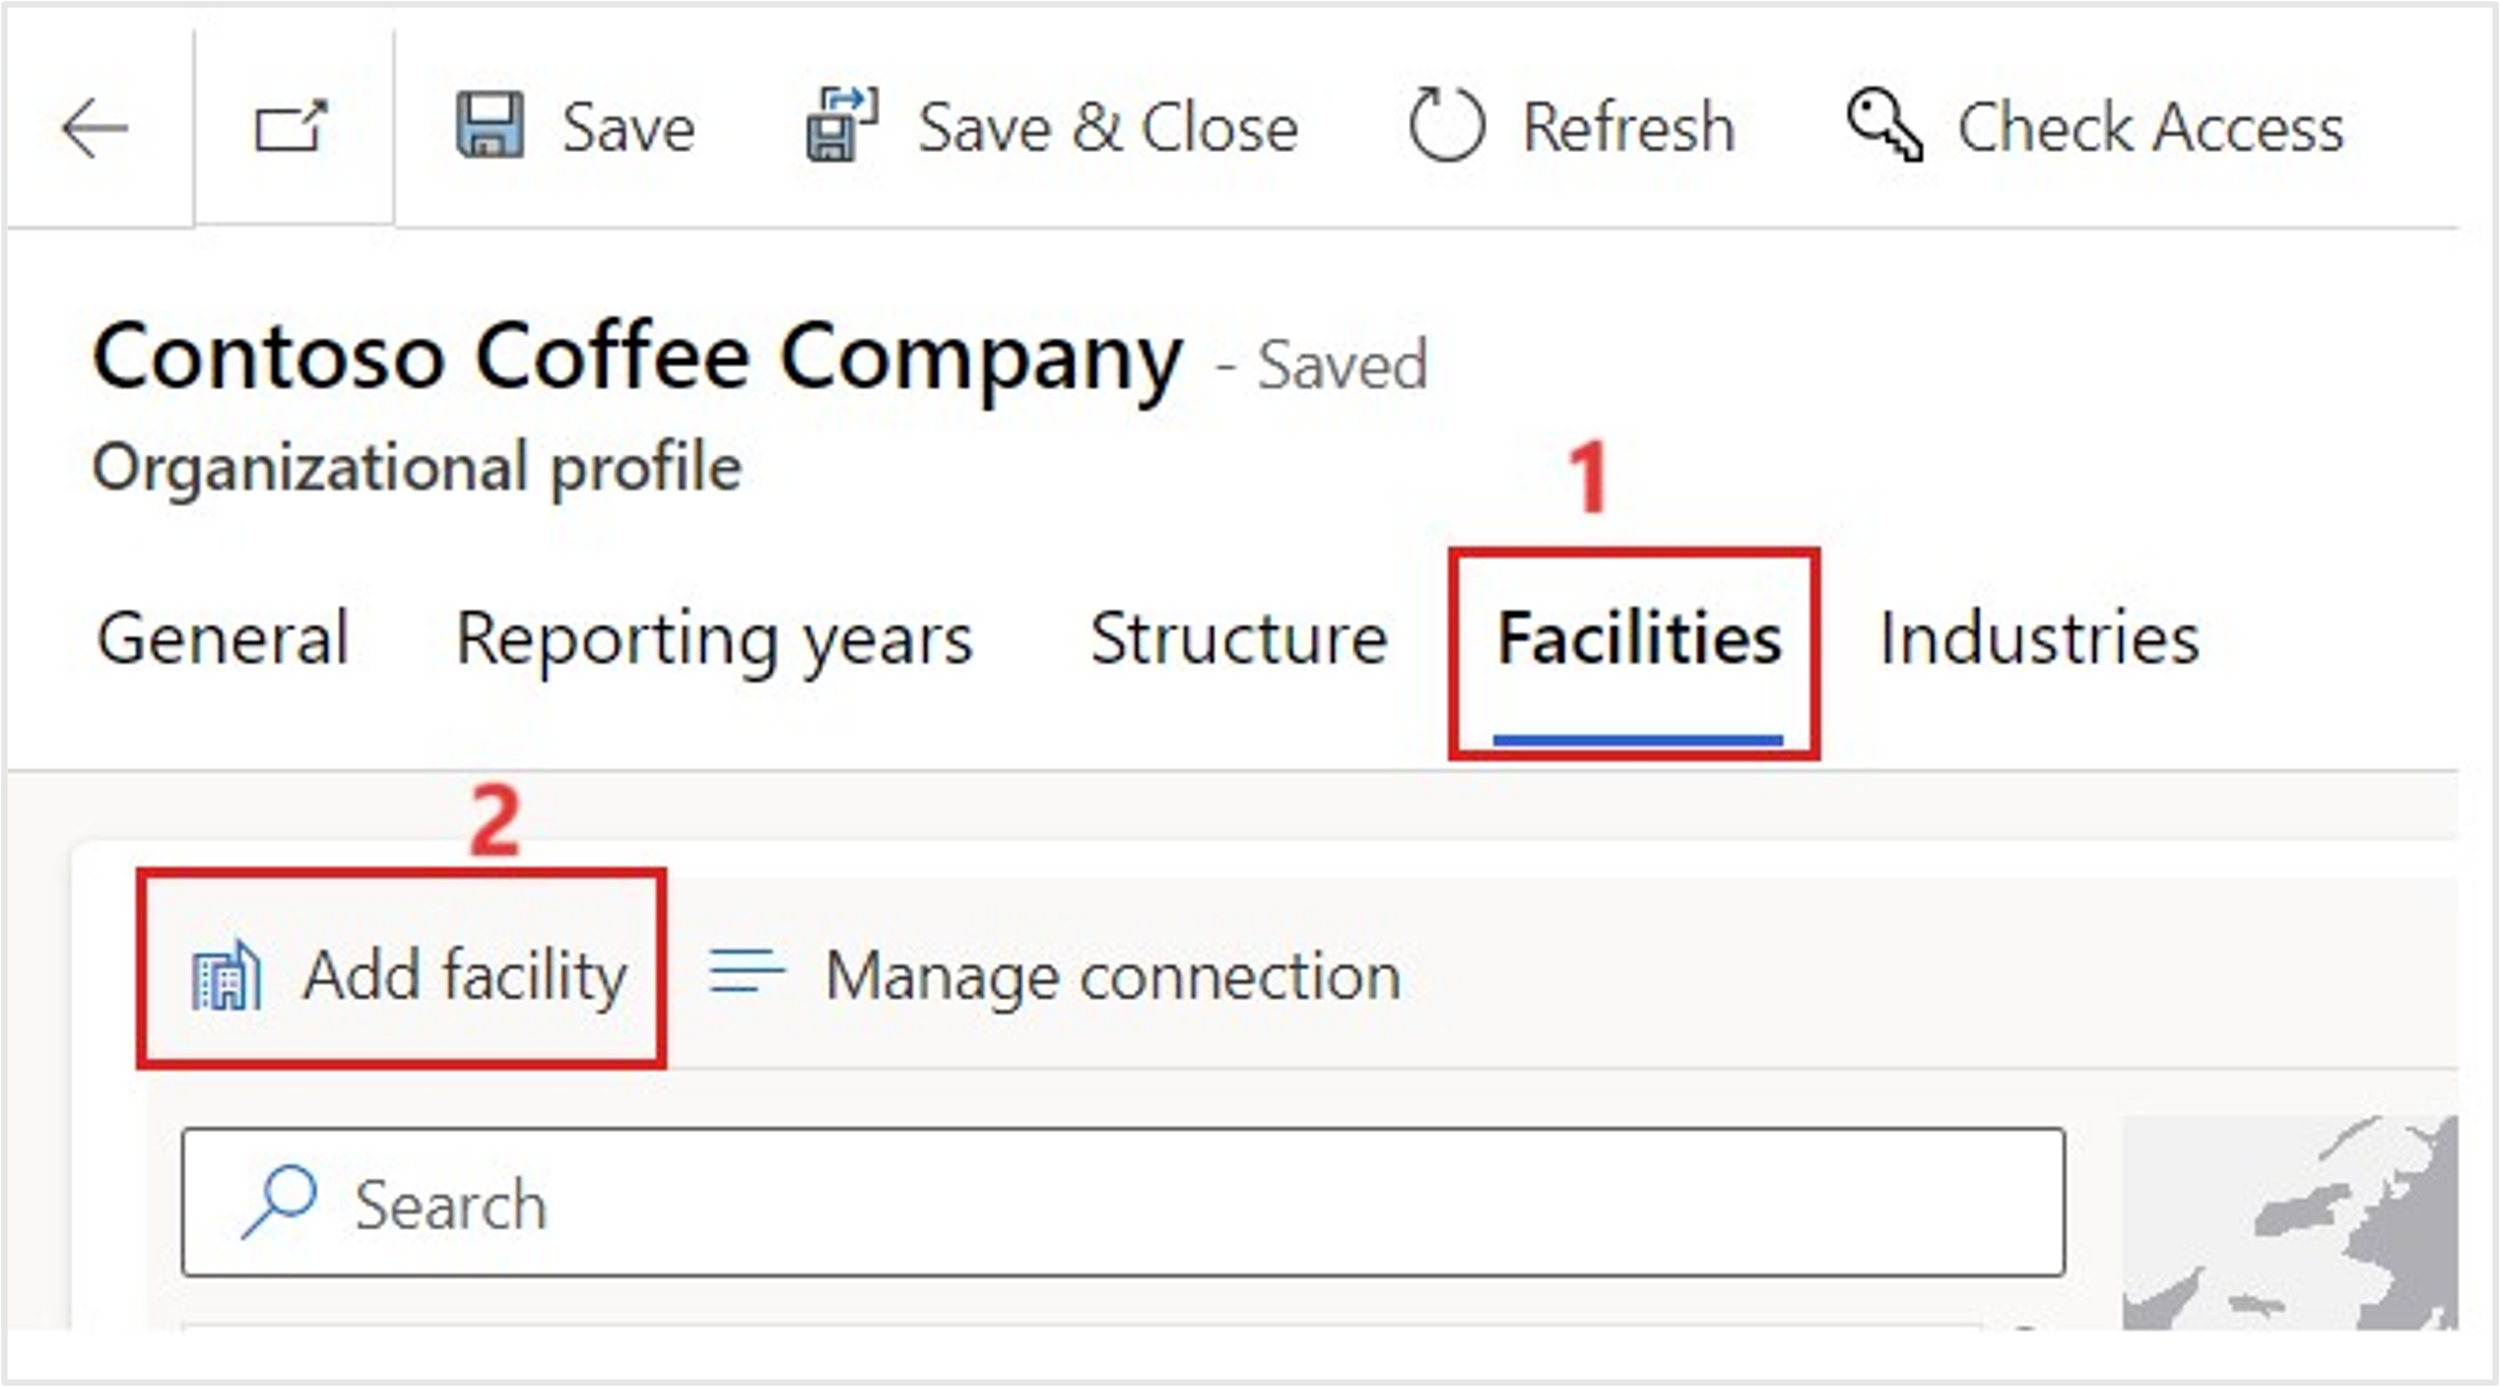 Save Save & Close Refresh Check Access
Contoso Coffee Company - Saved
Organizational profile
1
General Reporting years Structure Facilities Industries
2
Add facility Manage connection
Search